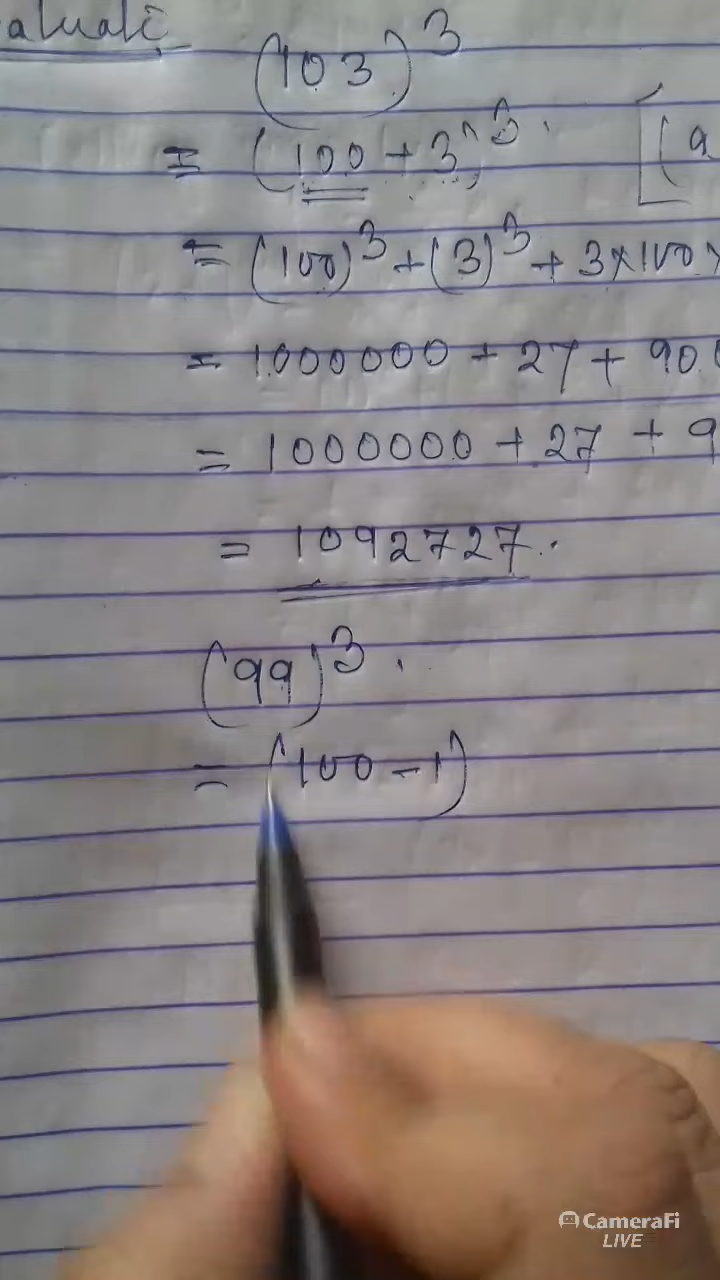 aluate
(103)³
= (100 + 3)³. [(a
= (100)³ + (3)³ + 3×100×
= 1000000 + 27 + 900
= 1000000 + 27 + 9
= 1092727.
(99)³.
= (100 - 1)
CameraFi
LIVE